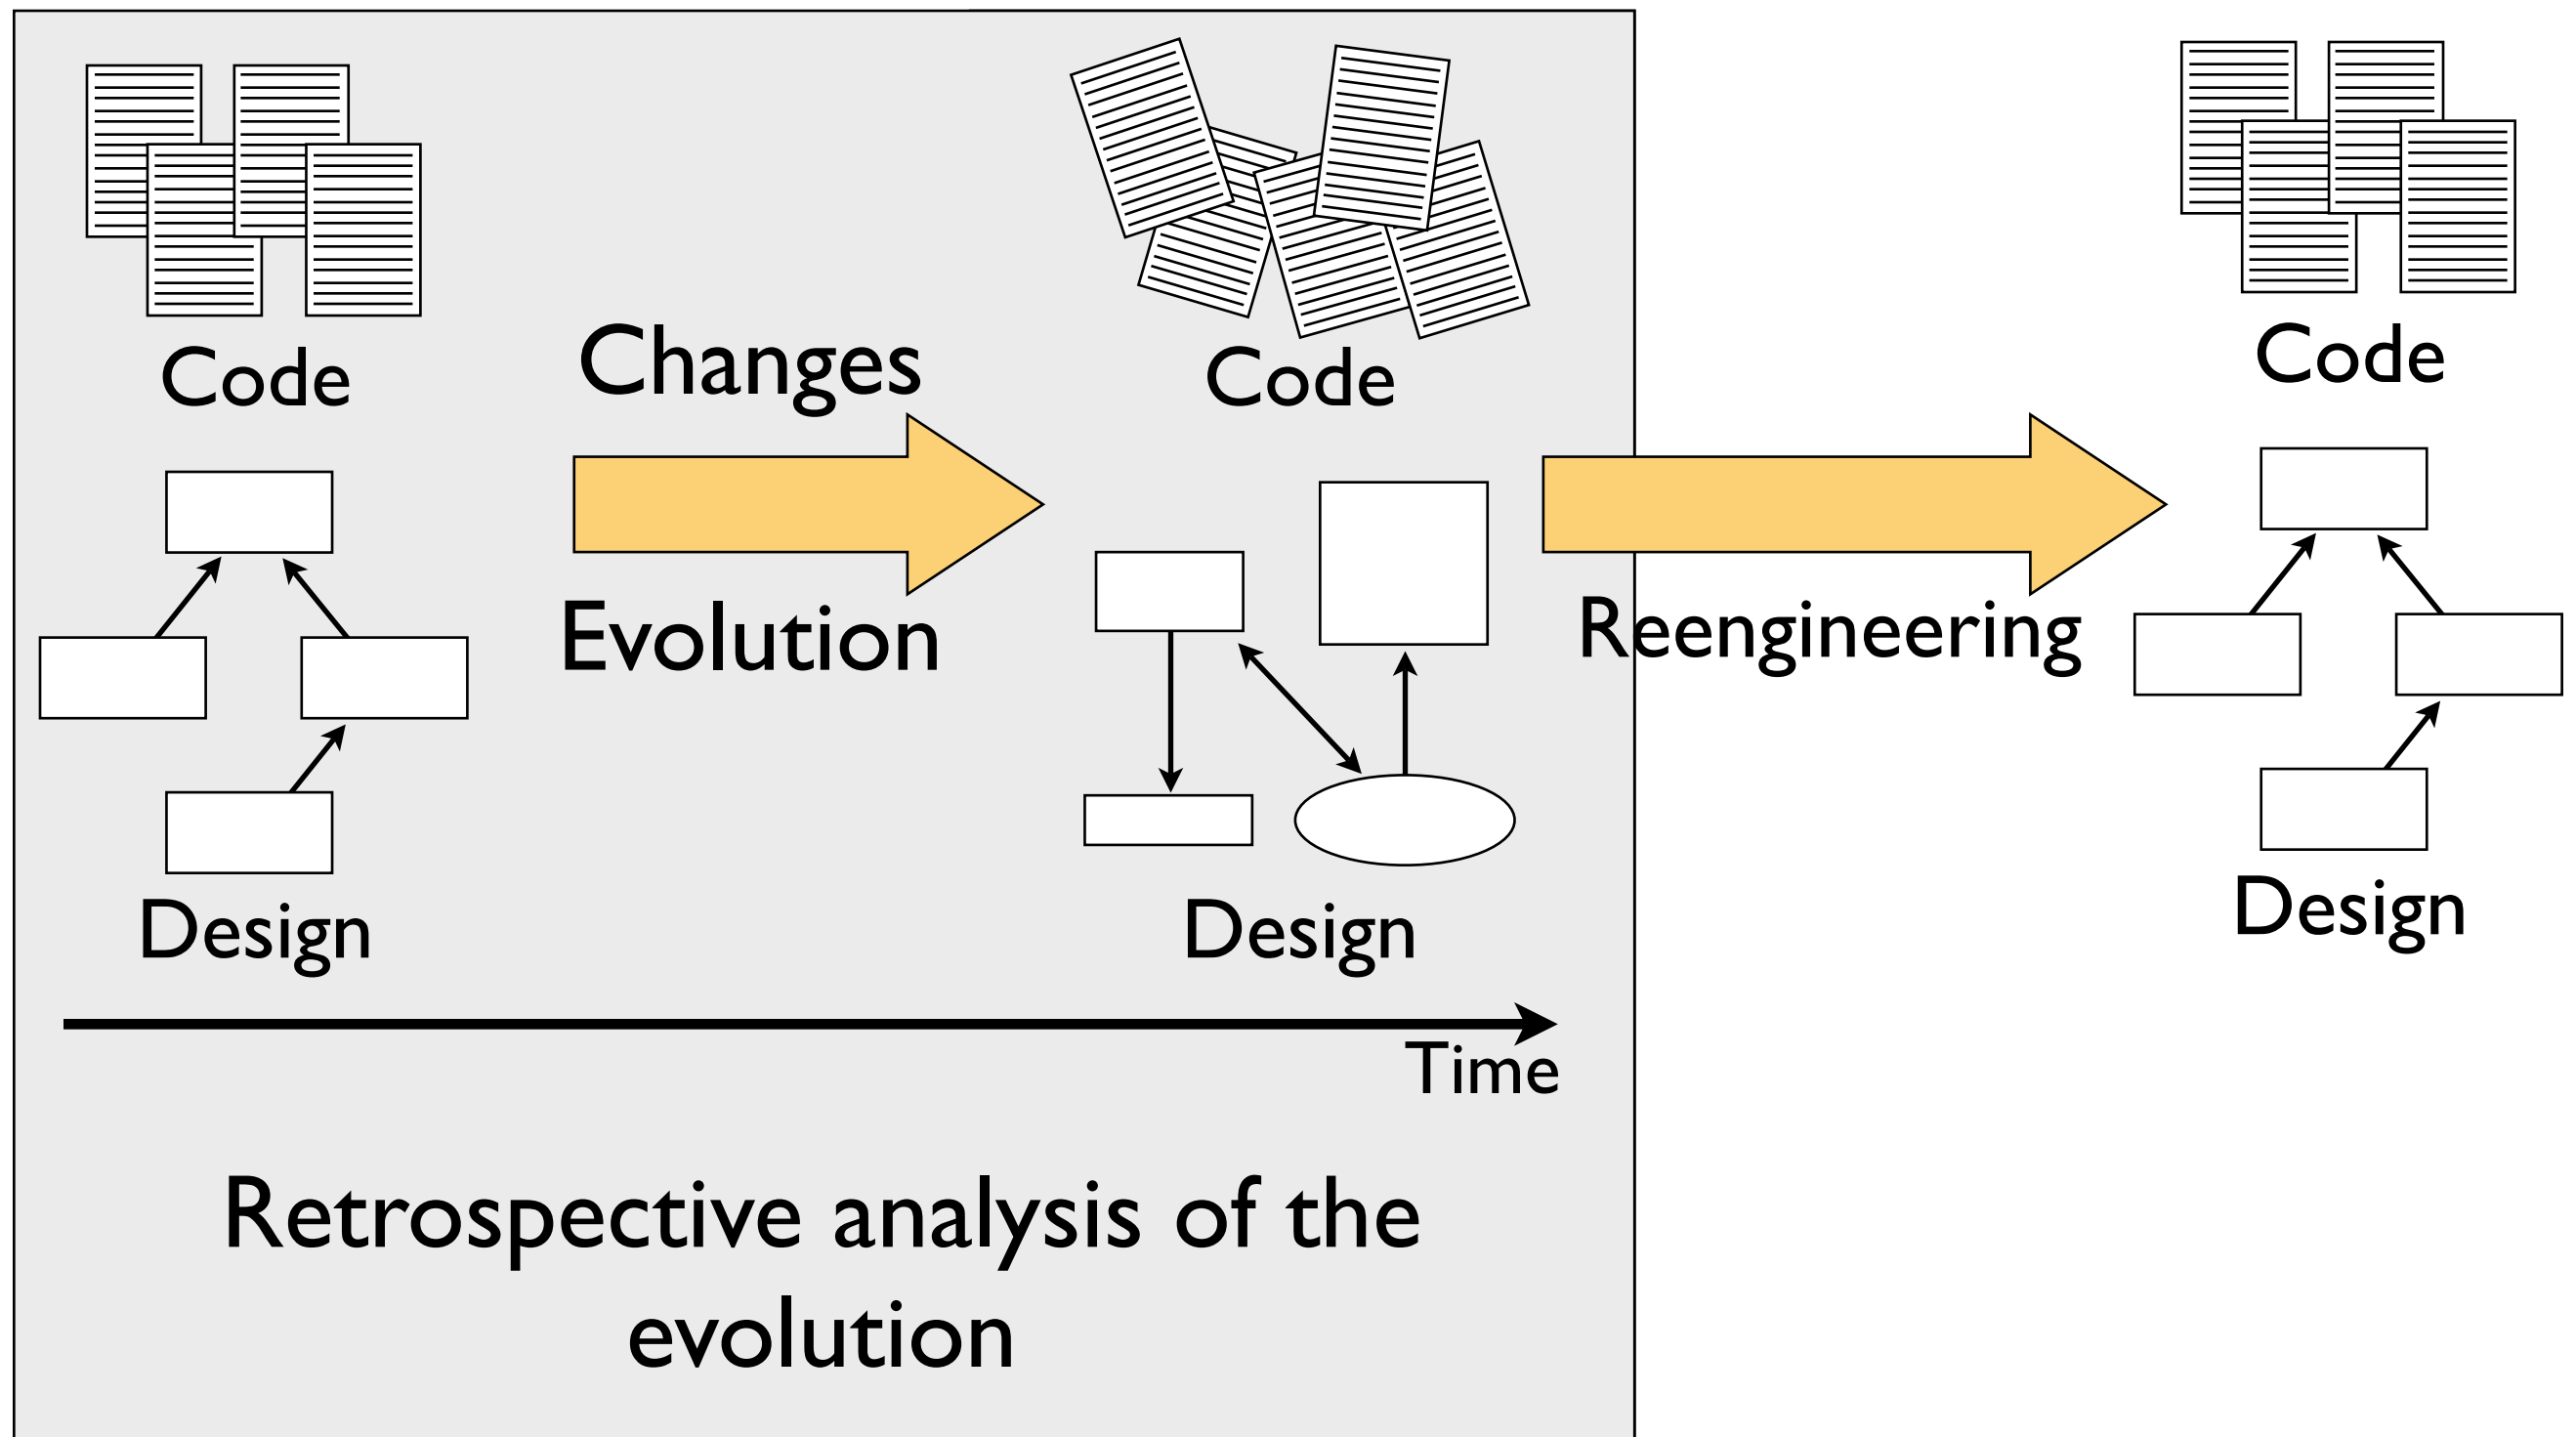 Code
Changes
Evolution
Design
Code
Design
Time
Retrospective analysis of the
evolution
Reengineering
Code
Design